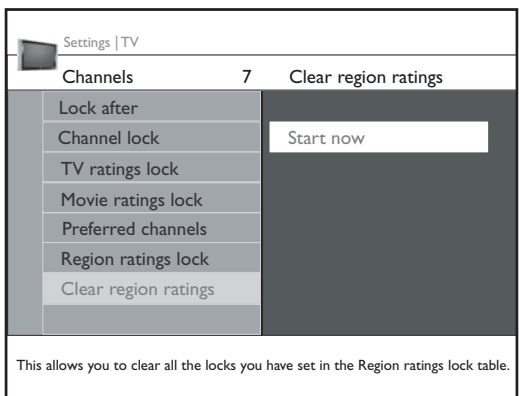 Settings | TV
Channels 7 Clear region ratings
Lock after
Channel lock Start now
TV ratings lock
Movie ratings lock
Preferred channels
Region ratings lock
Clear region ratings
This allows you to clear all the locks you have set in the Region ratings lock table.